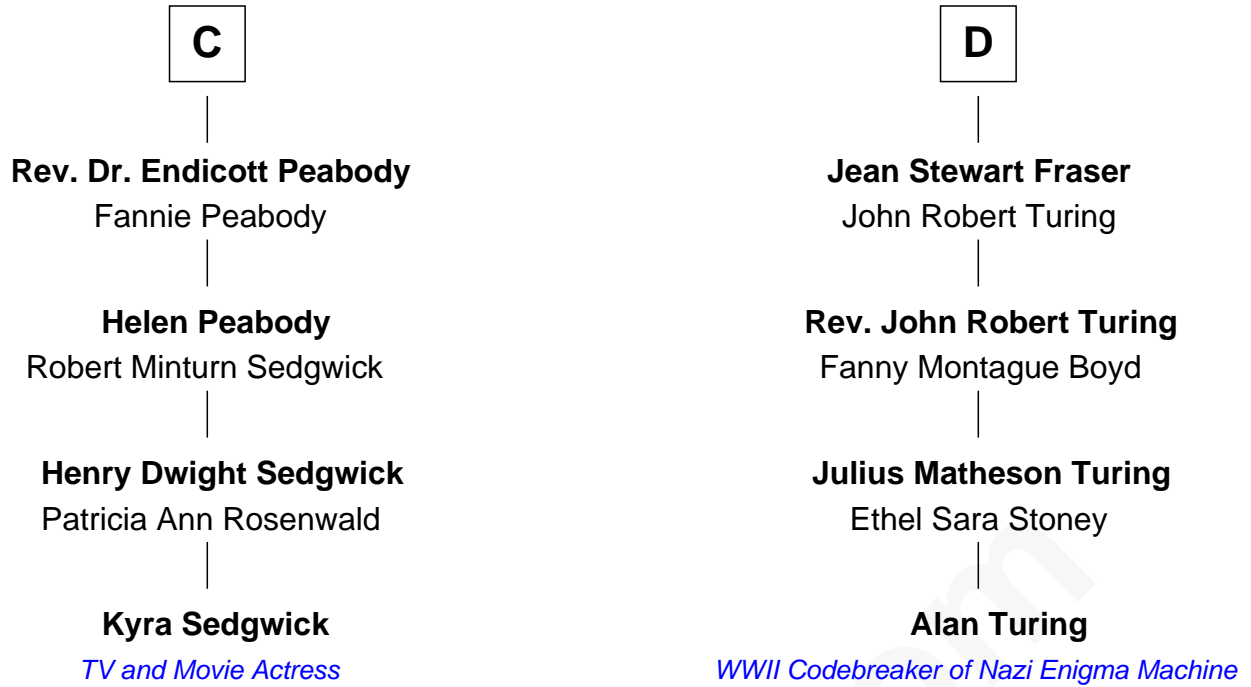 C
Rev. Dr. Endicott Peabody
Fannie Peabody
Helen Peabody
Robert Minturn Sedgwick
Henry Dwight Sedgwick
Patricia Ann Rosenwald
Kyra Sedgwick
TV and Movie Actress
D
Jean Stewart Fraser
John Robert Turing
Rev. John Robert Turing
Fanny Montague Boyd
Julius Matheson Turing
Ethel Sara Stoney
Alan Turing
WWII Codebreaker of Nazi Enigma Machine